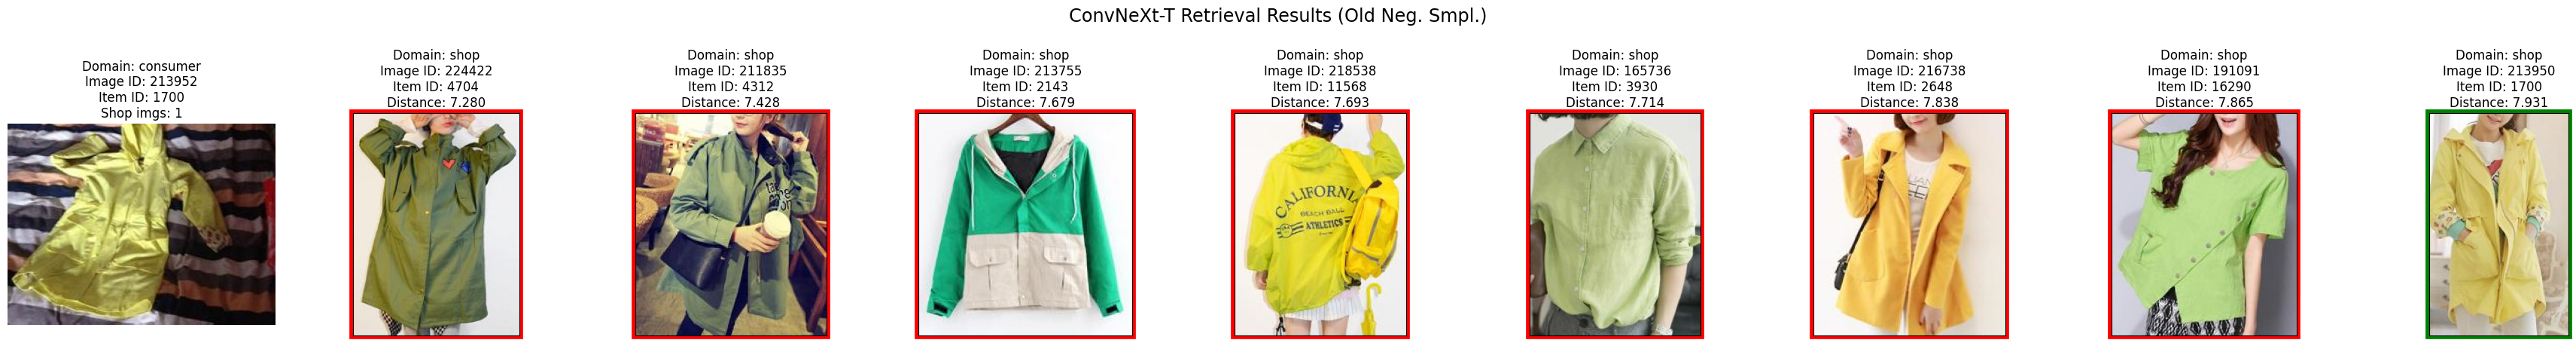 ConvNeXt-T Retrieval Results (Old Neg. Smpl.)
Domain: consumer
Image ID: 213952
Item ID: 1700
Shop imgs: 1
Domain: shop
Image ID: 224422
Item ID: 4704
Distance: 7.280
Domain: shop
Image ID: 211835
Item ID: 4312
Distance: 7.428
Domain: shop
Image ID: 213755
Item ID: 2143
Distance: 7.679
Domain: shop
Image ID: 218538
Item ID: 11568
Distance: 7.693
CALIFORNIA
BEACH BALL
ATHLETICS
Domain: shop
Image ID: 165736
Item ID: 3930
Distance: 7.714
Domain: shop
Image ID: 216738
Item ID: 2648
Distance: 7.838
Domain: shop
Image ID: 191091
Item ID: 16290
Distance: 7.865
Domain: shop
Image ID: 213950
Item ID: 1700
Distance: 7.931